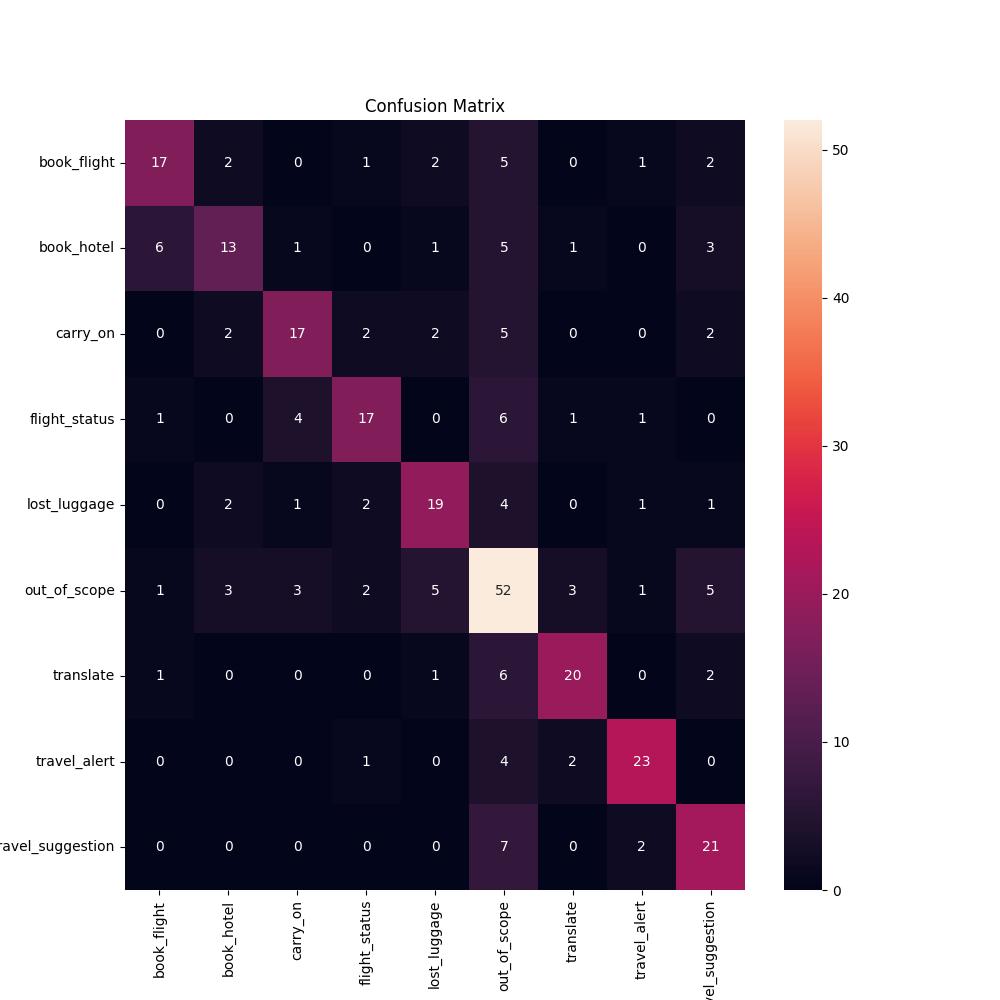 Confusion Matrix
book_flight 17 2 0 1 2 5 0 1 2
book_hotel 6 13 1 0 1 5 1 0 3
carry_on 0 2 17 2 2 5 0 0 2
flight_status 1 0 4 17 0 6 1 1 0
lost_luggage 0 2 1 2 19 4 0 1 1
out_of_scope 1 3 3 2 5 52 3 1 5
translate 1 0 0 0 1 6 20 0 2
travel_alert 0 0 0 1 0 4 2 23 0
ravel_suggestion 0 0 0 0 0 7 0 2 21
book_flight
book_hotel
carry_on
flight_status
lost_luggage
out_of_scope
translate
travel_alert
vel_suggestion
50
40
30
20
10
0